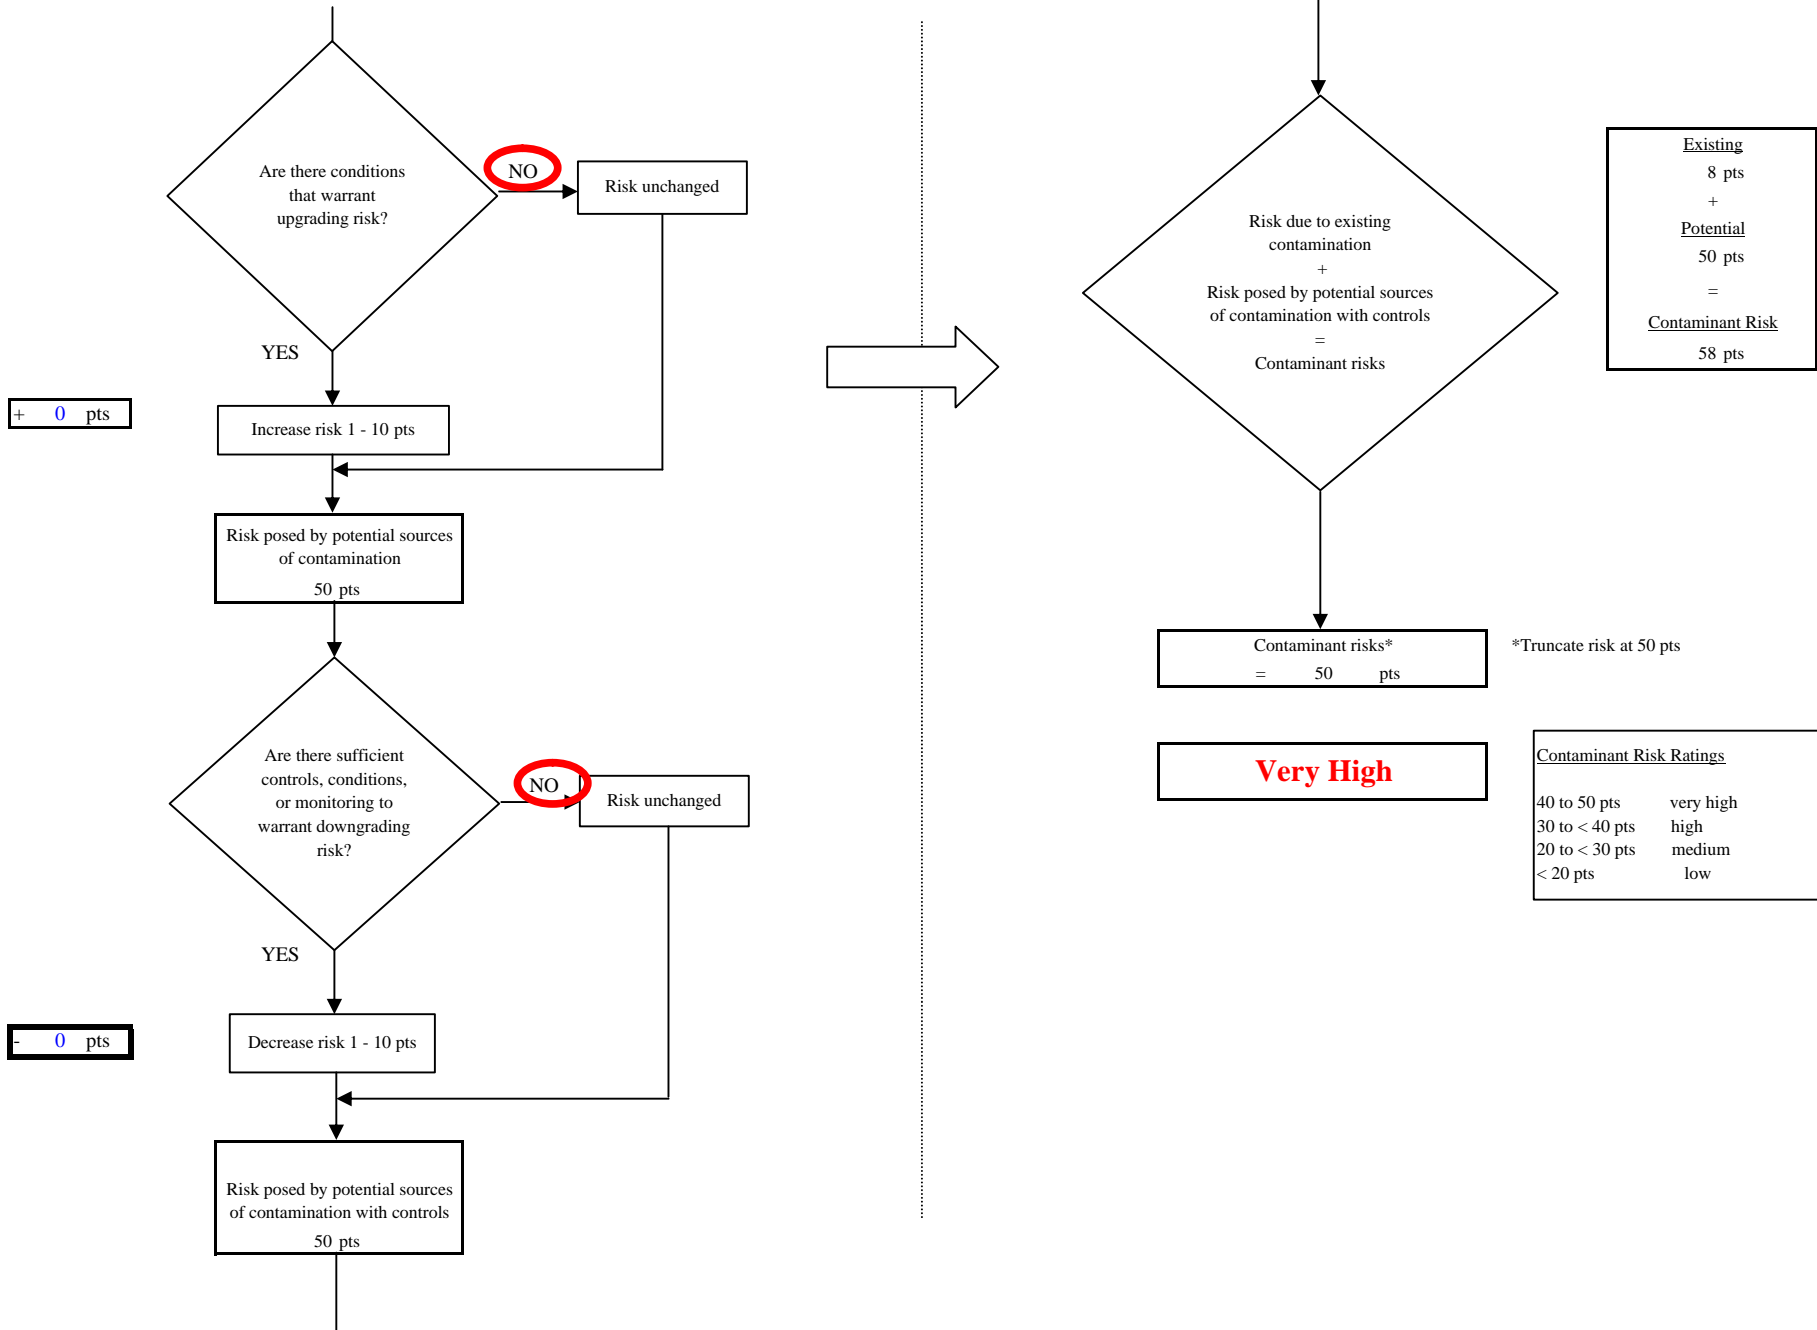 Are there conditions
that warrant
upgrading risk?
NO
Risk unchanged
YES
+ 0 pts
Increase risk 1 - 10 pts
Risk posed by potential sources
of contamination
50 pts
Are there sufficient
controls, conditions,
or monitoring to
warrant downgrading
risk?
NO
Risk unchanged
YES
- 0 pts
Decrease risk 1 - 10 pts
Risk posed by potential sources
of contamination with controls
50 pts
Risk due to existing
contamination
+
Risk posed by potential sources
of contamination with controls
=
Contaminant risks
Existing
8 pts
+
Potential
50 pts
=
Contaminant Risk
58 pts
Contaminant risks*
= 50 pts
*Truncate risk at 50 pts
Very High
Contaminant Risk Ratings
40 to 50 pts very high
30 to < 40 pts high
20 to < 30 pts medium
< 20 pts low